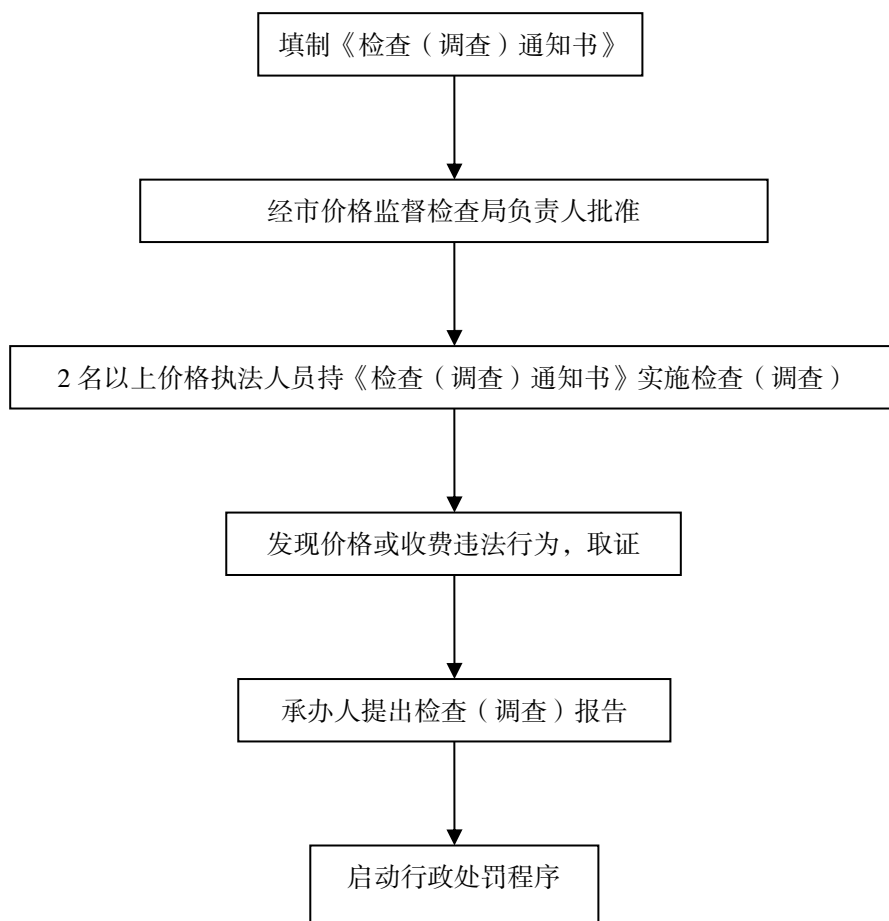 填制《检查（调查）通知书》
经市价格监督检查局负责人批准
2 名以上价格执法人员持《检查（调查）通知书》实施检查（调查）
发现价格或收费违法行为，取证
承办人提出检查（调查）报告
启动行政处罚程序